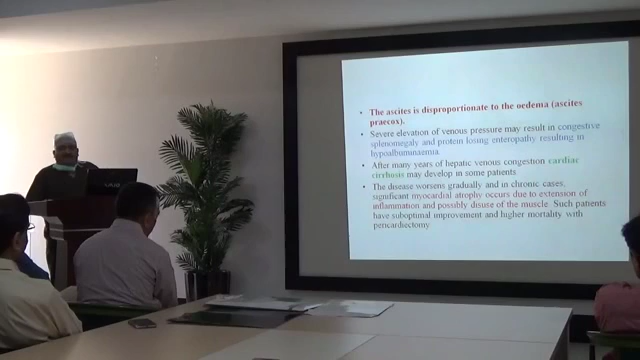 • The ascites is disproportionate to the oedema (ascites
praecox).
• Severe elevation of venous pressure may result in congestive
splenomegaly and protein losing enteropathy resulting in
hypoalbuminaemia.
• After many years of hepatic venous congestion cardiac
cirrhosis may develop in some patients
• The disease worsens gradually and in chronic cases,
significant myocardial atrophy occurs due to extension of
inflammation and possibly disuse of the muscle. Such patients
have suboptimal improvement and higher mortality with
pericardiectomy